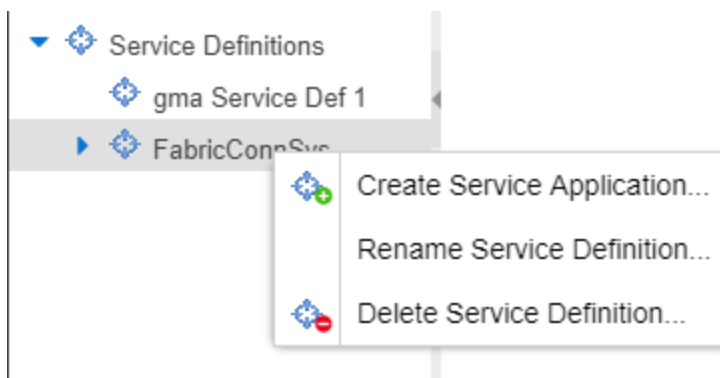 Service Definitions
gma Service Def 1
FabricConnSys
Create Service Application...
Rename Service Definition...
Delete Service Definition...